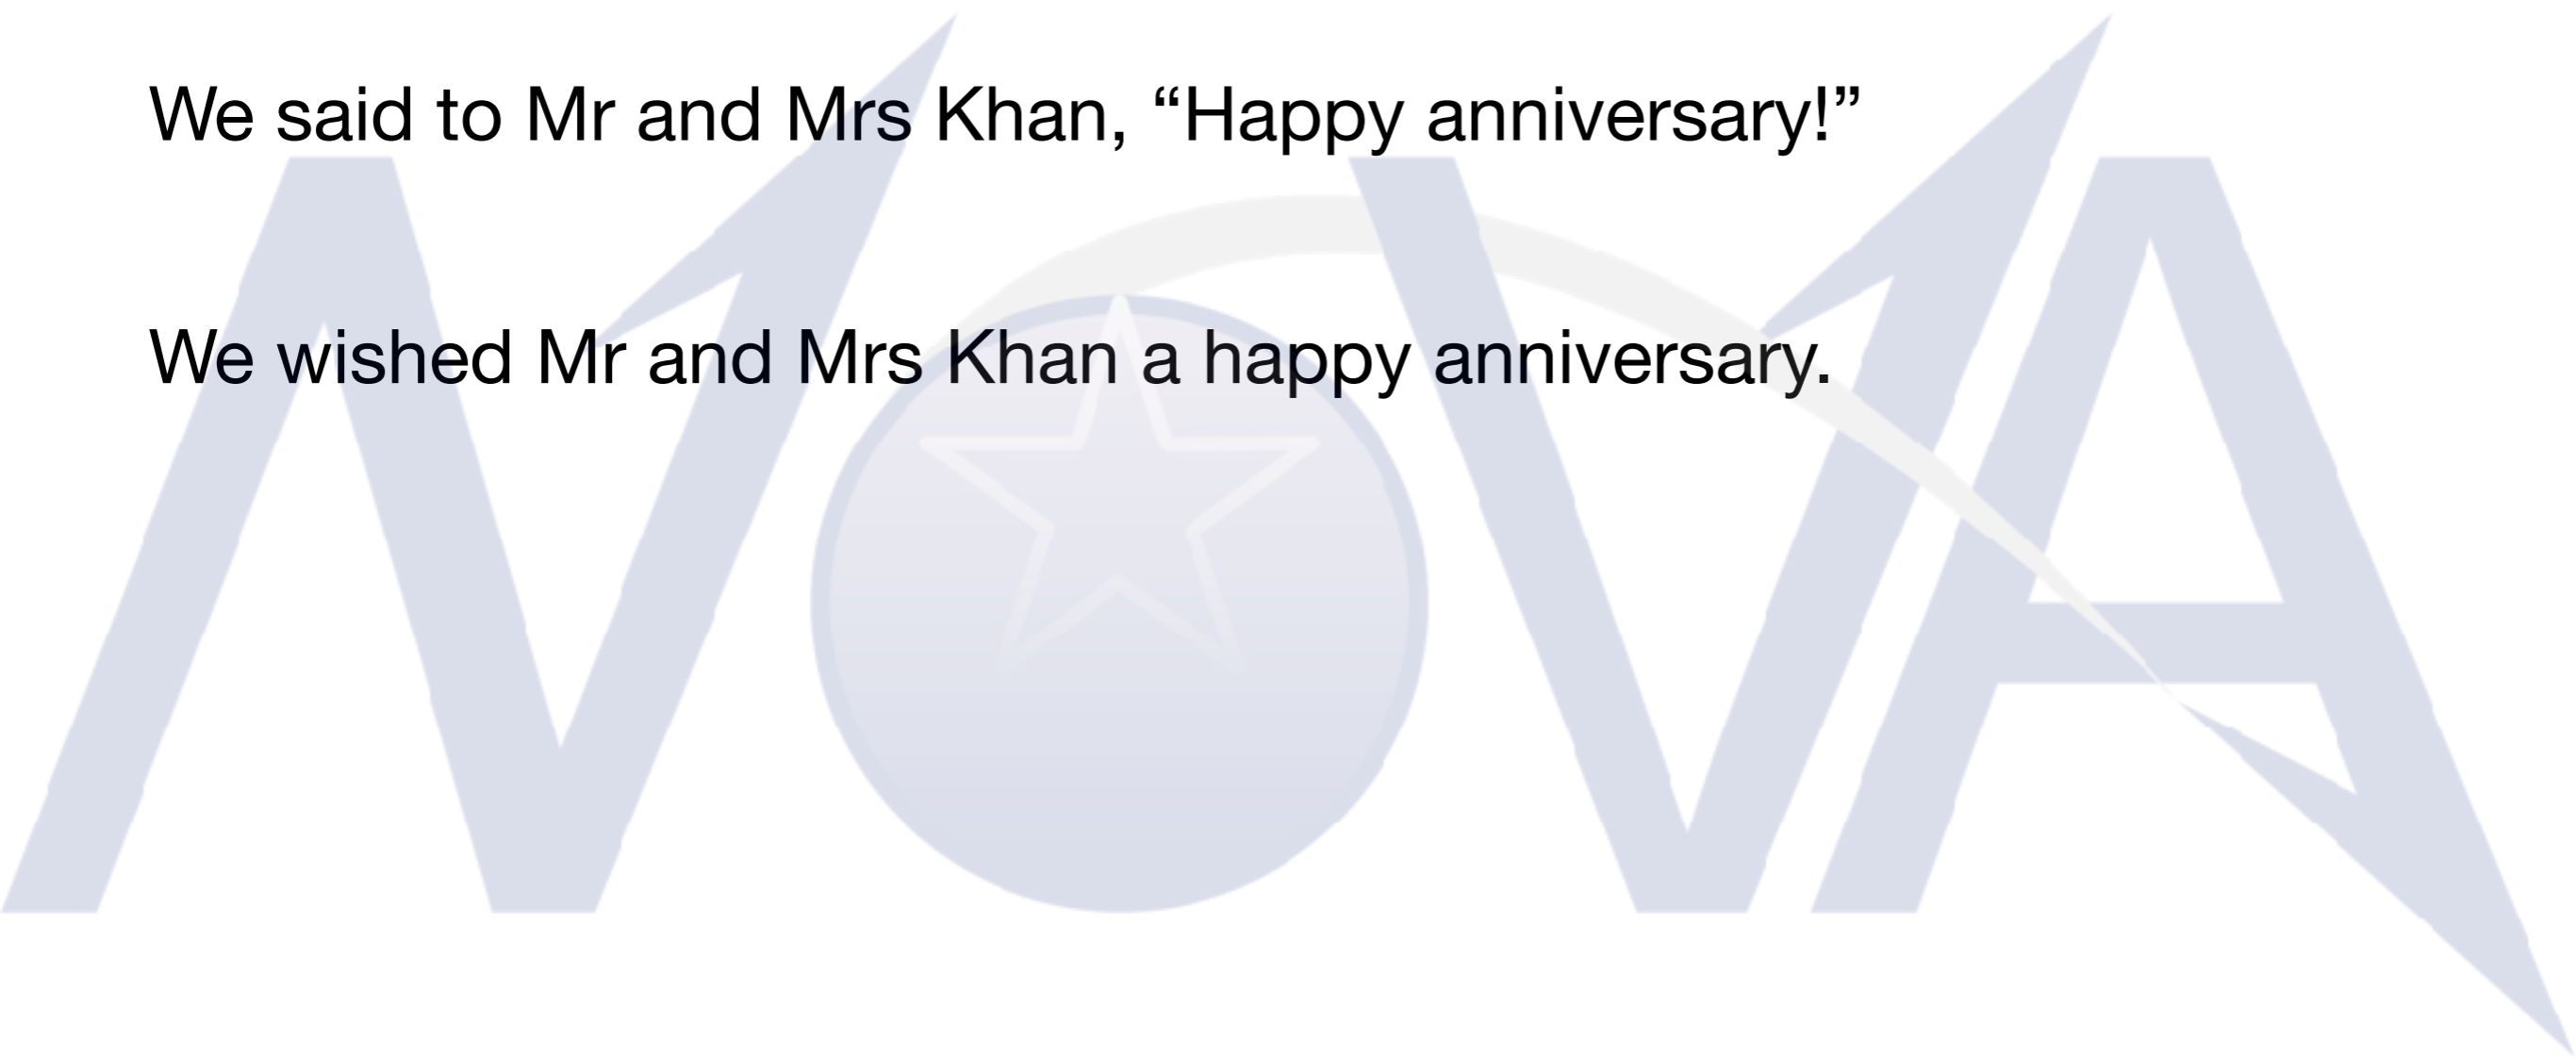 We said to Mr and Mrs Khan, “Happy anniversary!”
We wished Mr and Mrs Khan a happy anniversary.
NOVA